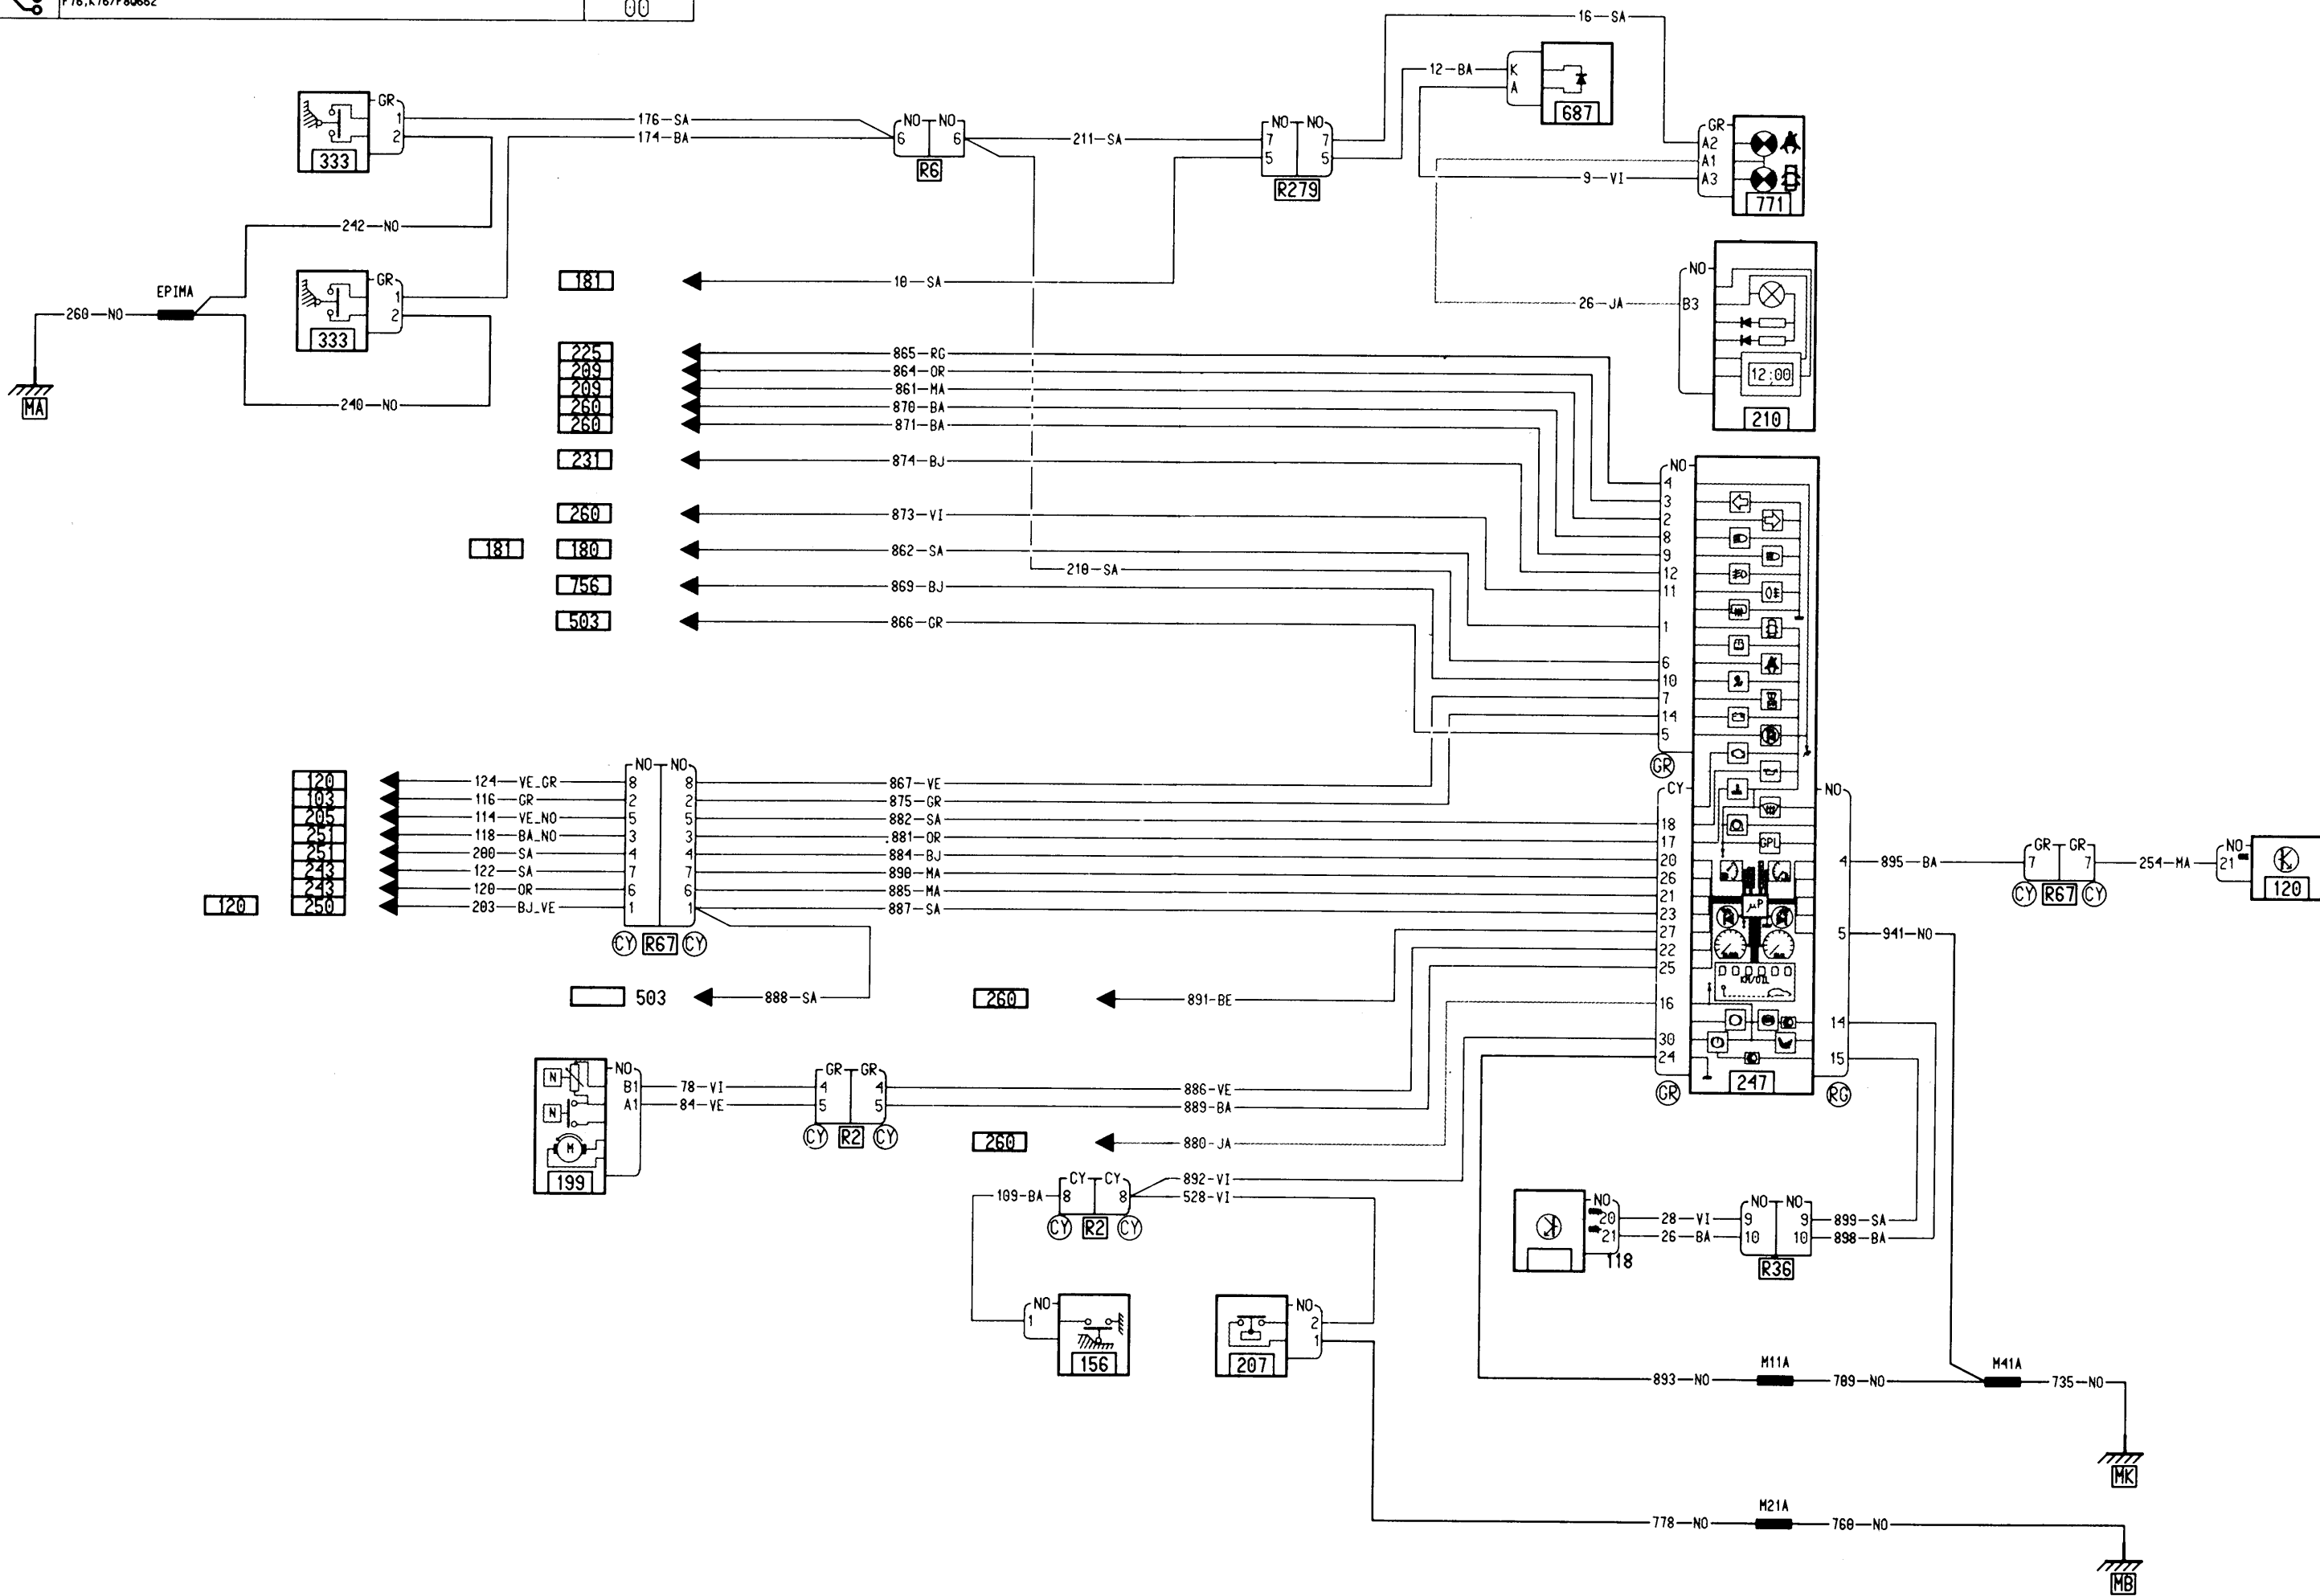 00
16-SA
12-BA K
A
687
GR
A2
A1
A3
771
9-VI
GR
1
2
333
176-SA
174-BA
NO NO
6 6
R6
211-SA
NO NO
7 7
5 5
R279
242-NO
EPIMA
260-NO
MA
GR
1
2
333
240-NO
181 10-SA
26-JA
NO
B3
12:00
210
225 865-RG
209 864-OR
209 861-MA
260 870-BA
260 871-BA
231 874-BJ
260 873-VI
181 180 862-SA
210-SA
756 869-BJ
503 866-GR
NO
4
3
2
8
9
12
11
1
6
10
7
14
5
GR
CY
18
17
20
26
21
23
27
22
25
16
30
24
GR
GPL
µP
247
NO
4
5
14
15
RG
NO NO
120 124-VE_GR 8 8 867-VE
103 116-GR 2 2 875-GR
205 114-VE_NO 5 5 882-SA
251 118-BA_NO 3 3 881-OR
251 200-SA 4 4 884-BJ
243 122-SA 7 7 890-MA
243 120-OR 6 6 885-MA
120 250 203-BJ_VE 1 1 887-SA
CY R67 CY
503 888-SA
260 891-BE
895-BA
GR GR
7 7
CY R67 CY
254-MA
NO
21
120
941-NO
NO
B1 78-VI
A1 84-VE
N
N
M
199
GR GR
4 4
5 5
CY R2 CY
886-VE
889-BA
260 880-JA
109-BA
CY CY
8 8
CY R2 CY
892-VI
528-VI
NO
20 28-VI
21 26-BA
118
NO NO
9 9
10 10
R36
899-SA
898-BA
NO
1
156
NO
2
1
207
893-NO M11A 789-NO M41A 735-NO
MK
778-NO M21A 760-NO
MB